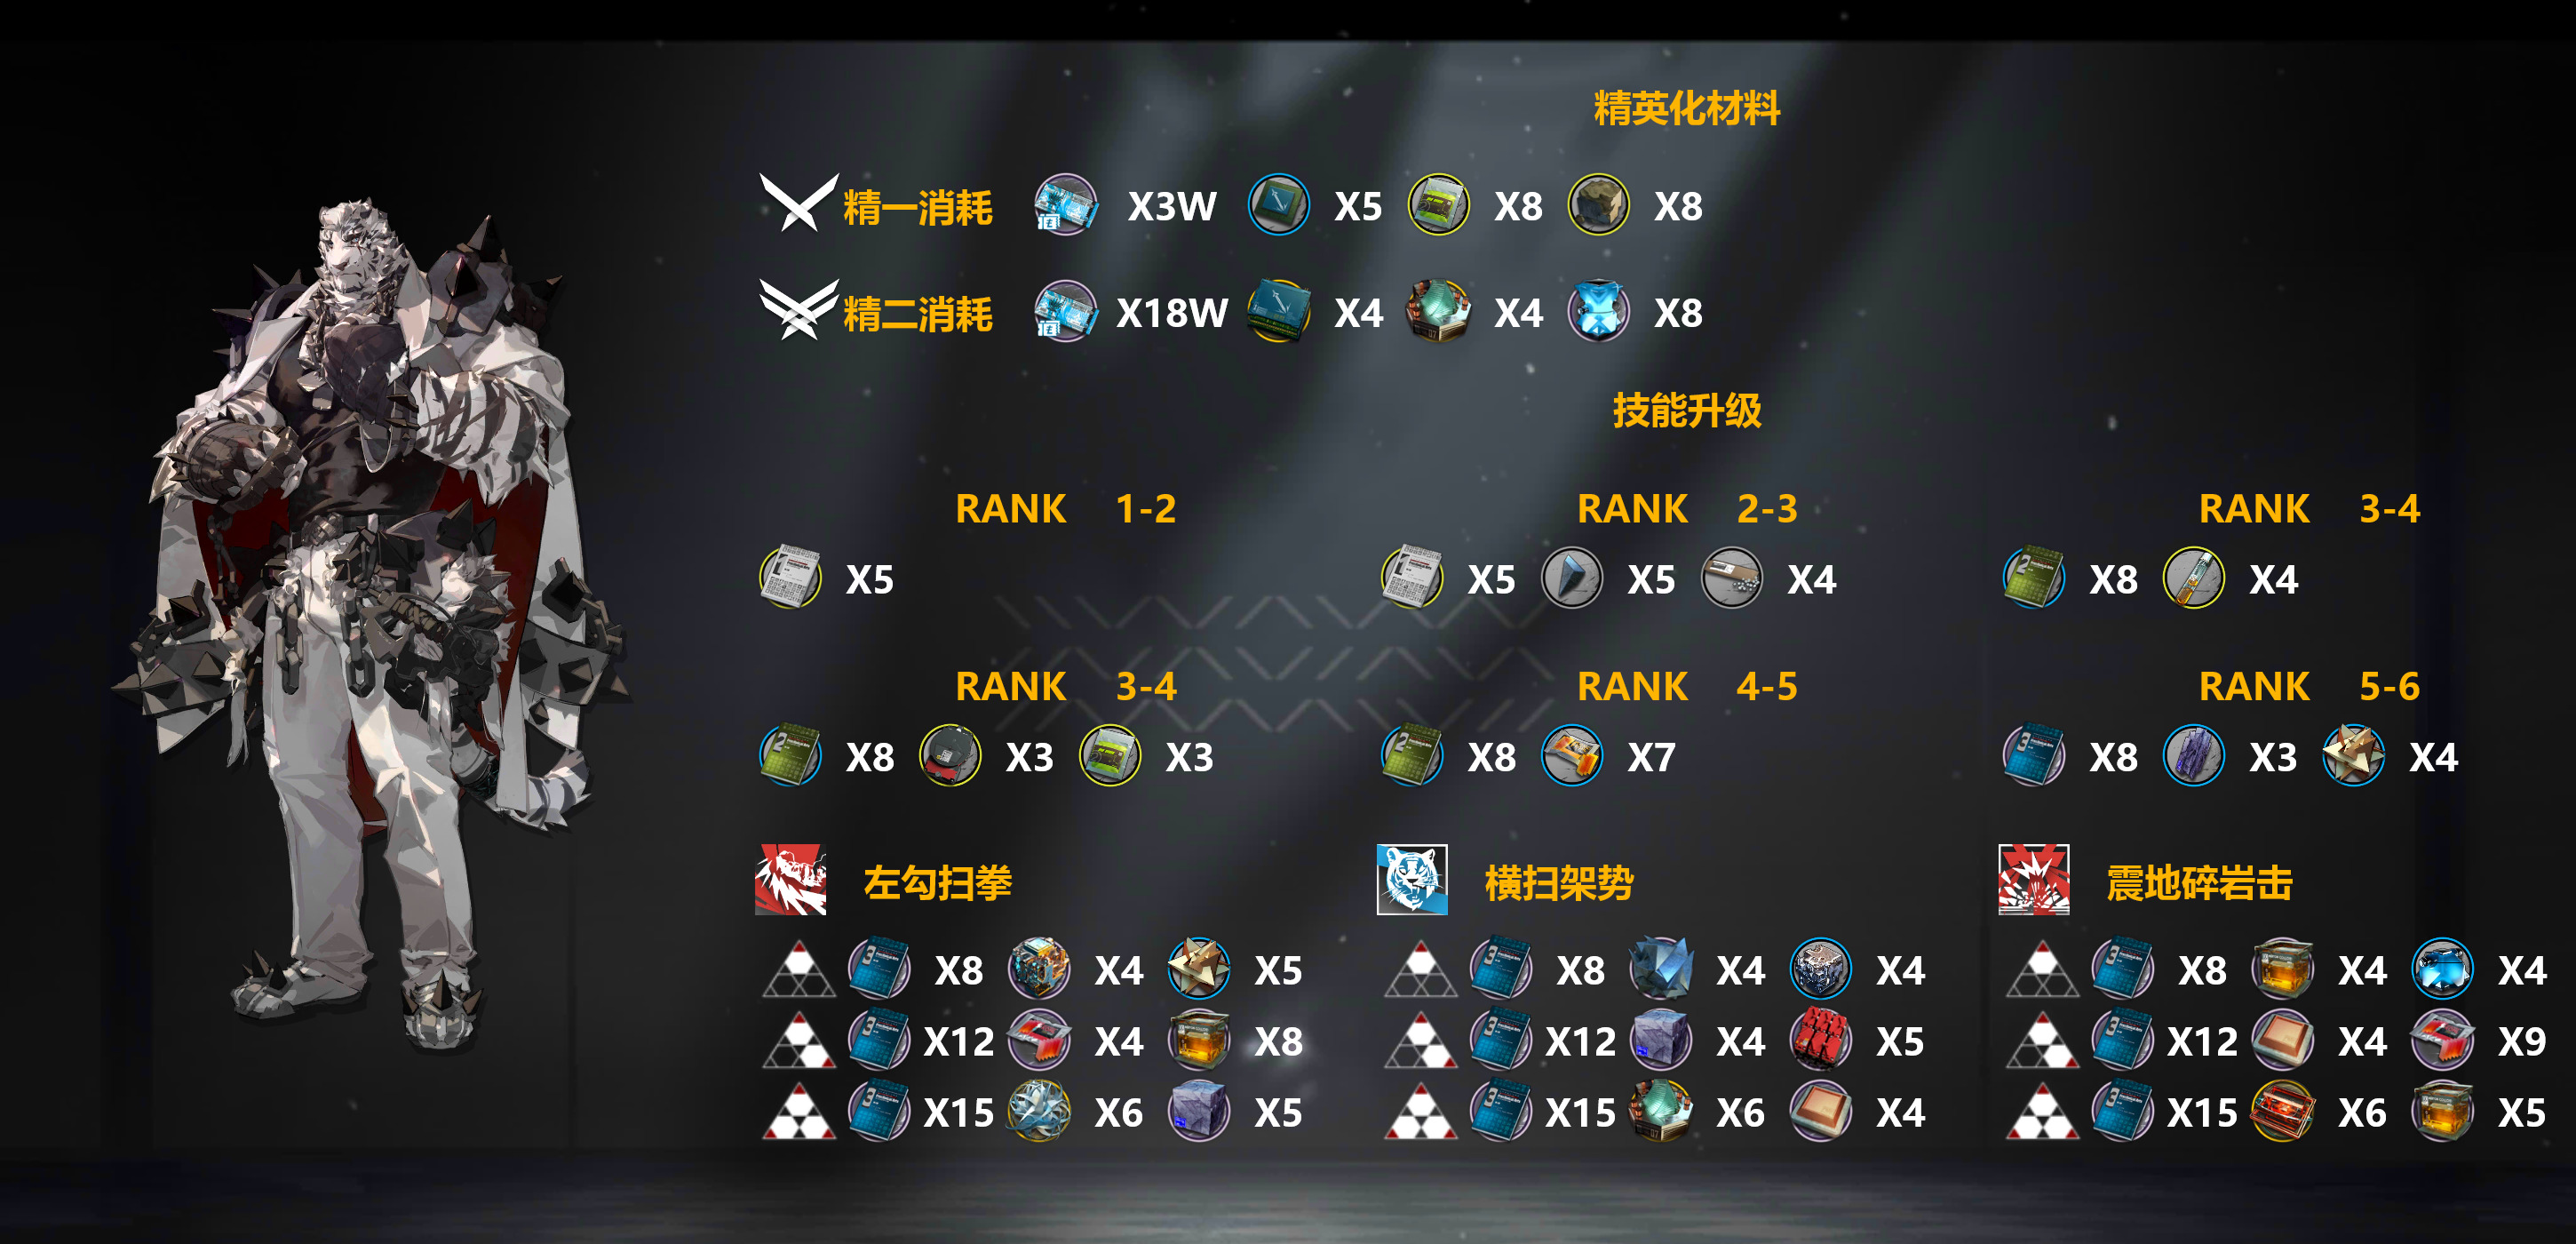 精英化材料
精一消耗 X3W X5 X8 X8
精二消耗 X18W X4 X4 X8
技能升级
RANK 1-2 RANK 2-3 RANK 3-4
X5 X5 X5 X4 X8 X4
RANK 3-4 RANK 4-5 RANK 5-6
X8 X3 X3 X8 X7 X8 X3 X4
左勾扫拳 横扫架势 震地碎岩击
X8 X4 X5 X8 X4 X4 X8 X4 X4
X12 X4 X8 X12 X4 X5 X12 X4 X9
X15 X6 X5 X15 X6 X4 X15 X6 X5